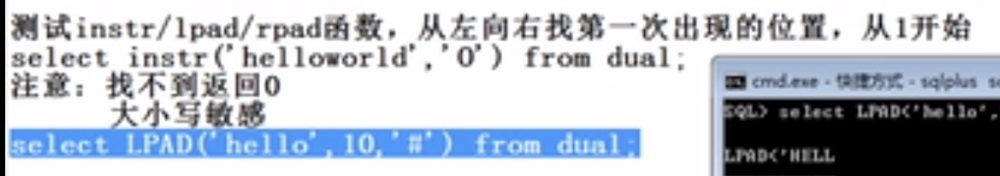 测试instr/lpad/rpad函数，从左向右找第一次出现的位置，从1开始
select instr('helloworld','O') from dual;
注意：找不到返回0
大小写敏感
select LPAD('hello',10,'#') from dual;
cmd.exe - 快捷方式 - sqlplus
SQL> select LPAD('hello',
LPAD('HELL